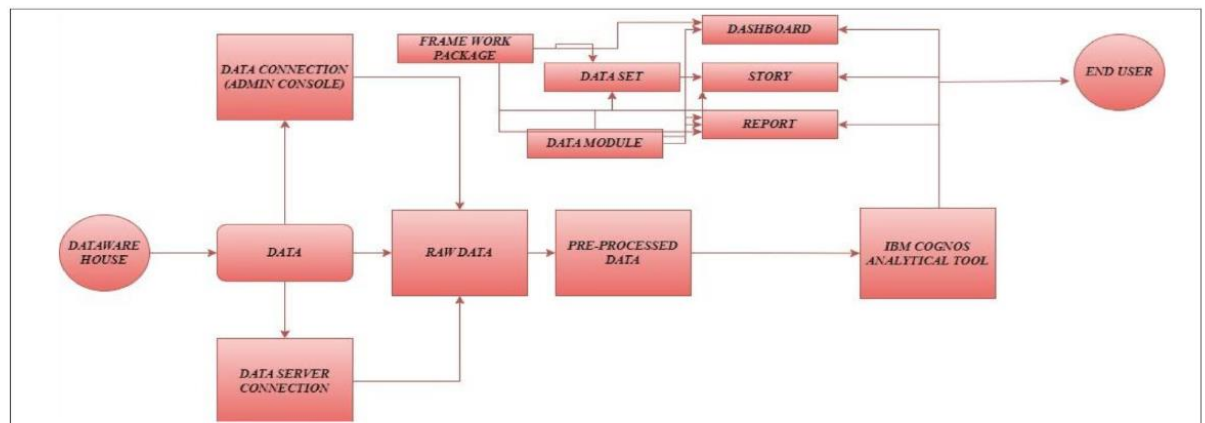 FRAME WORK
PACKAGE
DASHBOARD
DATA CONNECTION
(ADMIN CONSOLE)
DATA SET
STORY
END USER
REPORT
DATA MODULE
DATAWARE
HOUSE
DATA
RAW DATA
PRE-PROCESSED
DATA
IBM COGNOS
ANALYTICAL TOOL
DATA SERVER
CONNECTION